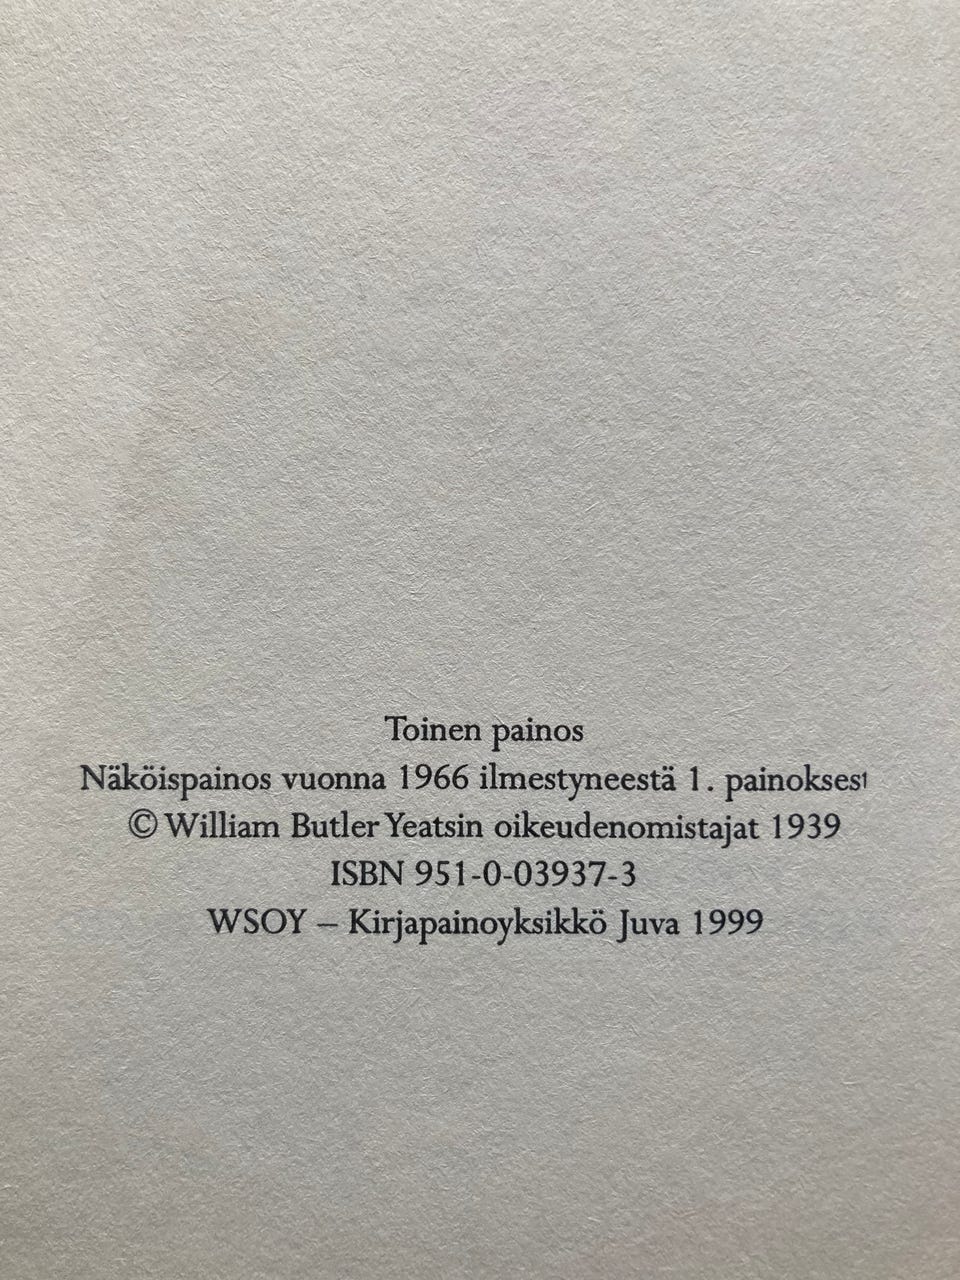 Toinen painos
Näköispainos vuonna 1966 ilmestyneestä 1. painokses
© William Butler Yeatsin oikeudenomistajat 1939
ISBN 951-0-03937-3
WSOY – Kirjapainoyksikkö Juva 1999